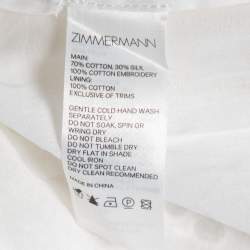 ZIMMERMANN
MAIN:
70% COTTON, 30% SILK,
100% COTTON EMBROIDERY
LINING:
100% COTTON
EXCLUSIVE OF TRIMS
GENTLE COLD HAND WASH
SEPARATELY
DO NOT SOAK, SPIN OR
WRING DRY
DO NOT BLEACH
DO NOT TUMBLE DRY
DRY FLAT IN SHADE
COOL IRON
DO NOT SPOT CLEAN
DRY CLEAN RECOMMENDED
MADE IN CHINA